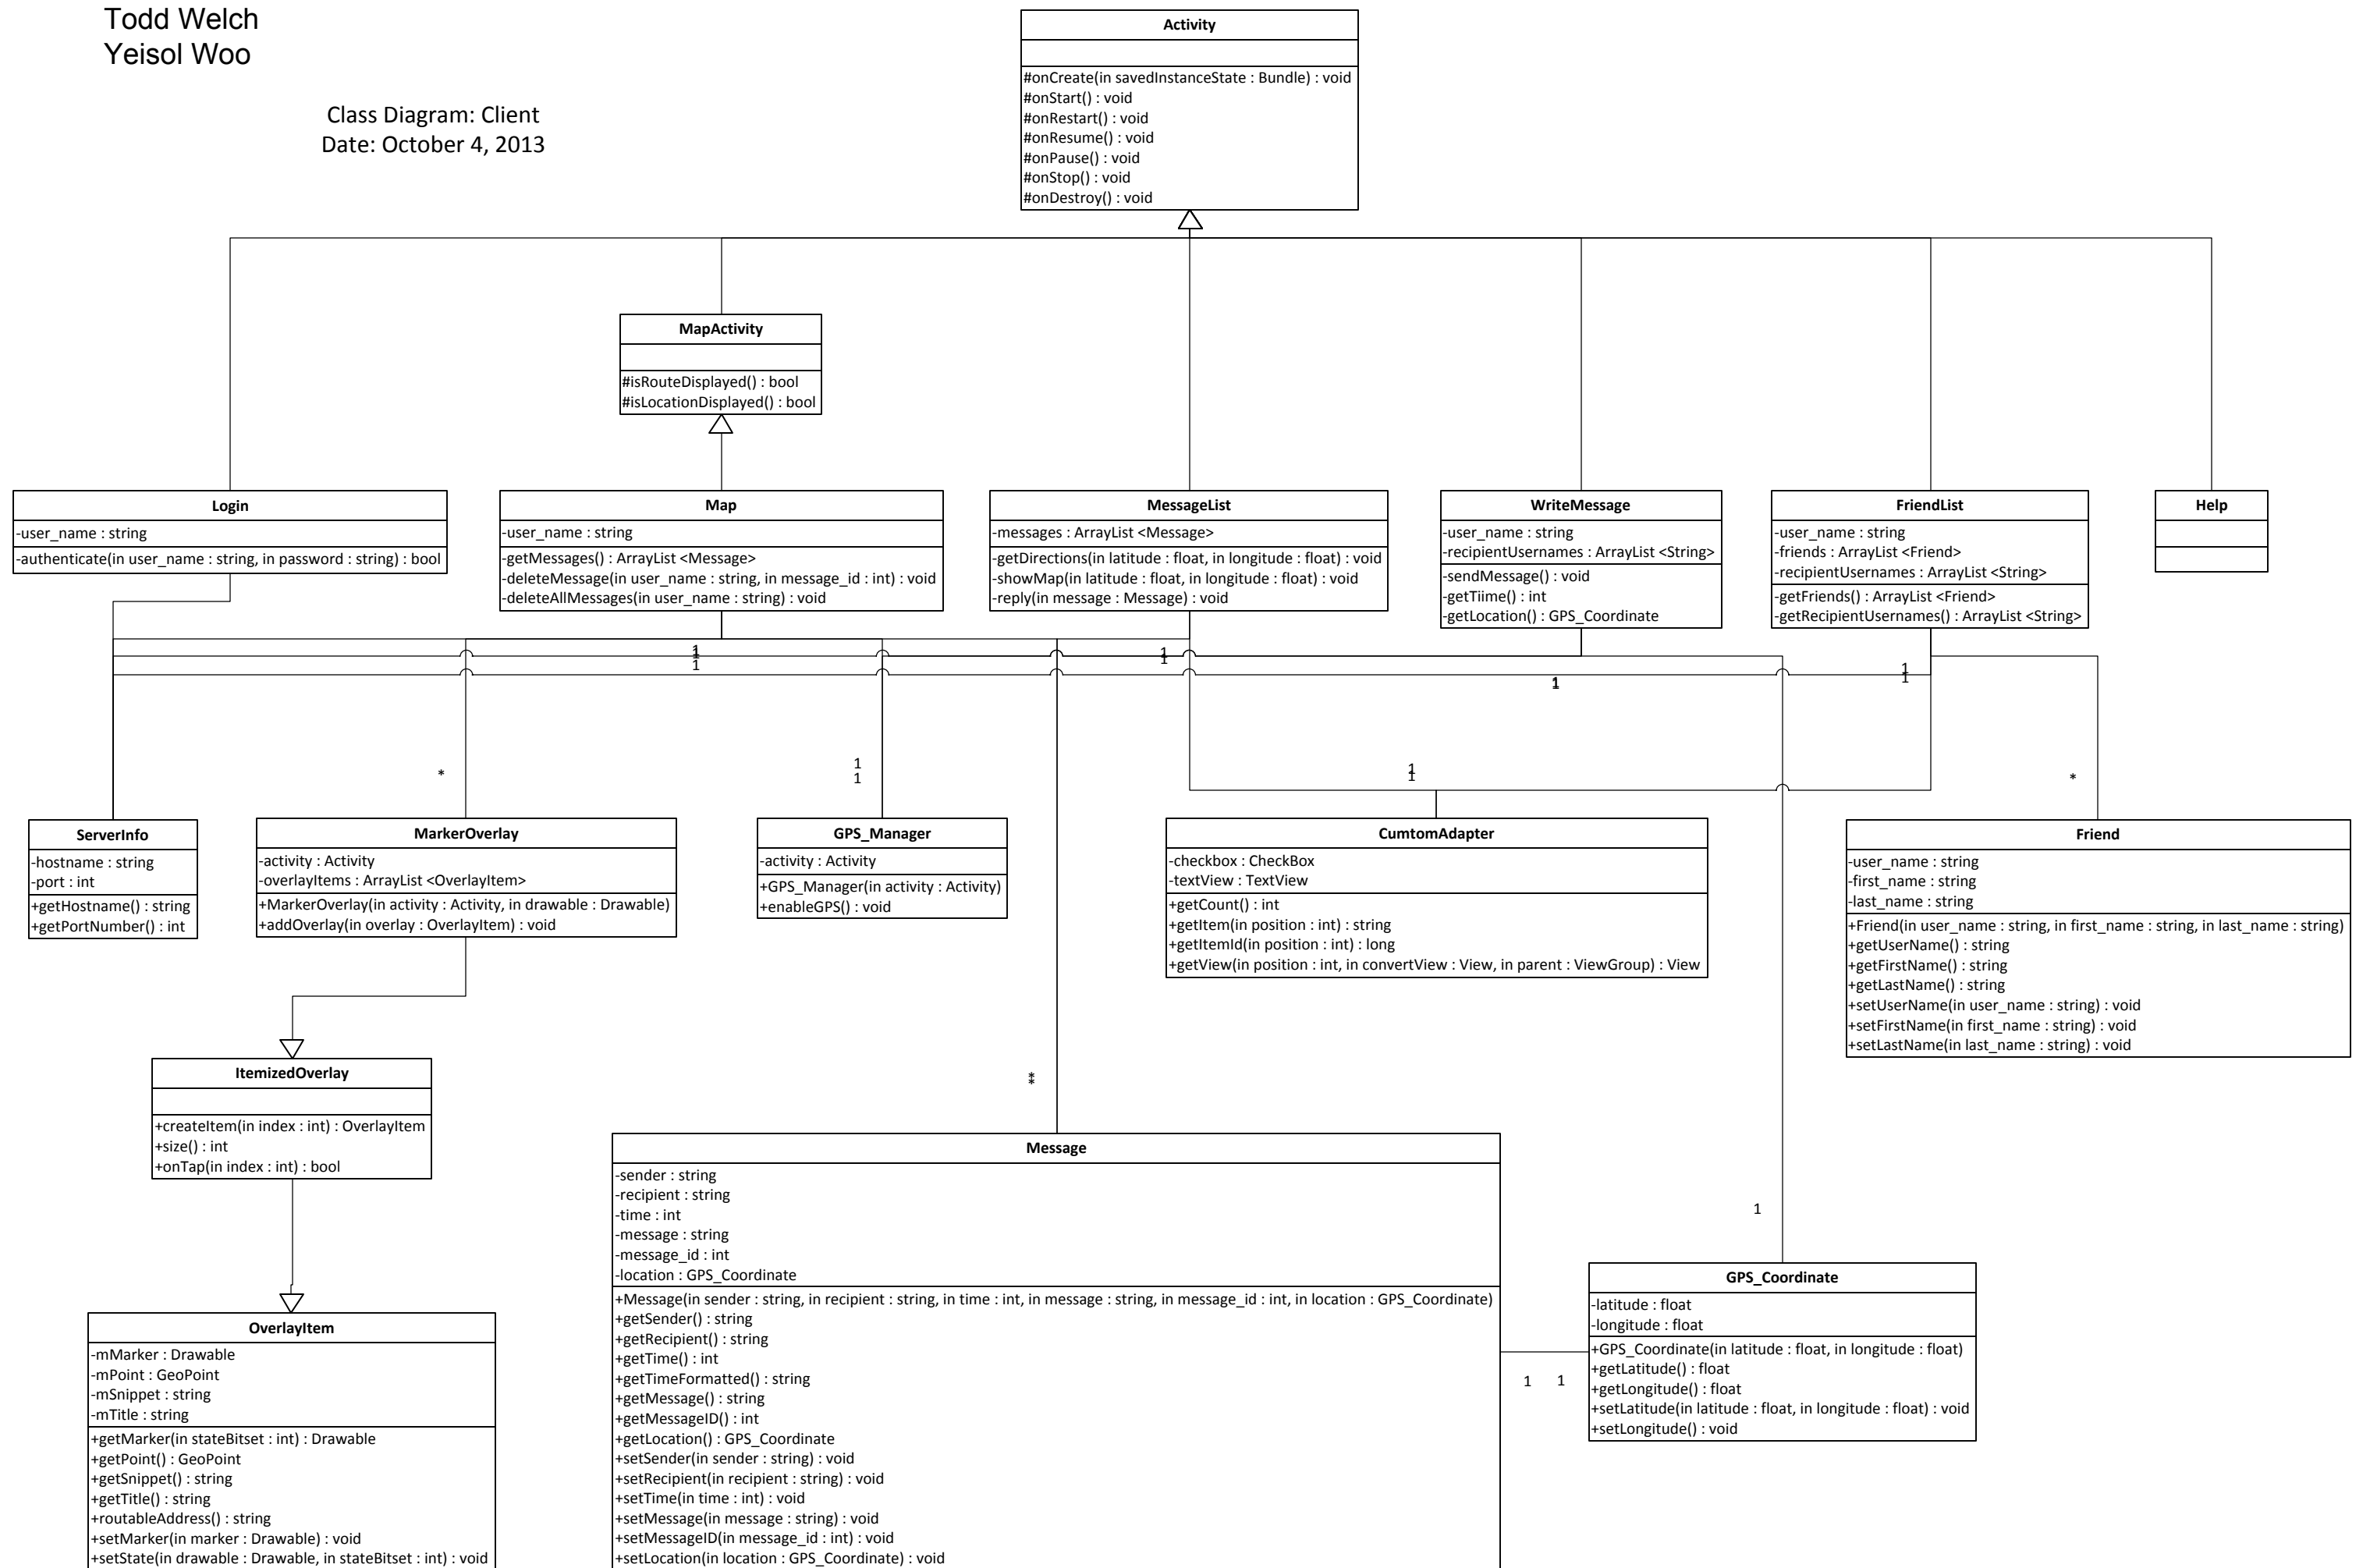 Todd Welch
Yeisol Woo
Class Diagram: Client
Date: October 4, 2013
Activity
#onCreate(in savedInstanceState : Bundle) : void
#onStart() : void
#onRestart() : void
#onResume() : void
#onPause() : void
#onStop() : void
#onDestroy() : void
MapActivity
#isRouteDisplayed() : bool
#isLocationDisplayed() : bool
Login
-user_name : string
-authenticate(in user_name : string, in password : string) : bool
Map
-user_name : string
-getMessages() : ArrayList <Message>
-deleteMessage(in user_name : string, in message_id : int) : void
-deleteAllMessages(in user_name : string) : void
MessageList
-messages : ArrayList <Message>
-getDirections(in latitude : float, in longitude : float) : void
-showMap(in latitude : float, in longitude : float) : void
-reply(in message : Message) : void
WriteMessage
-user_name : string
-recipientUsernames : ArrayList <String>
-sendMessage() : void
-getTiime() : int
-getLocation() : GPS_Coordinate
FriendList
-user_name : string
-friends : ArrayList <Friend>
-recipientUsernames : ArrayList <String>
-getFriends() : ArrayList <Friend>
-getRecipientUsernames() : ArrayList <String>
Help
1
1
1
1
1
1
1
1
1
1
*
1
1
1
1
*
ServerInfo
-hostname : string
-port : int
+getHostname() : string
+getPortNumber() : int
MarkerOverlay
-activity : Activity
-overlayItems : ArrayList <OverlayItem>
+MarkerOverlay(in activity : Activity, in drawable : Drawable)
+addOverlay(in overlay : OverlayItem) : void
GPS_Manager
-activity : Activity
+GPS_Manager(in activity : Activity)
+enableGPS() : void
CumtomAdapter
-checkbox : CheckBox
-textView : TextView
+getCount() : int
+getItem(in position : int) : string
+getItemId(in position : int) : long
+getView(in position : int, in convertView : View, in parent : ViewGroup) : View
Friend
-user_name : string
-first_name : string
-last_name : string
+Friend(in user_name : string, in first_name : string, in last_name : string)
+getUserName() : string
+getFirstName() : string
+getLastName() : string
+setUserName(in user_name : string) : void
+setFirstName(in first_name : string) : void
+setLastName(in last_name : string) : void
ItemizedOverlay
+createItem(in index : int) : OverlayItem
+size() : int
+onTap(in index : int) : bool
*
*
Message
-sender : string
-recipient : string
-time : int
-message : string
-message_id : int
-location : GPS_Coordinate
+Message(in sender : string, in recipient : string, in time : int, in message : string, in message_id : int, in location : GPS_Coordinate)
+getSender() : string
+getRecipient() : string
+getTime() : int
+getTimeFormatted() : string
+getMessage() : string
+getMessageID() : int
+getLocation() : GPS_Coordinate
+setSender(in sender : string) : void
+setRecipient(in recipient : string) : void
+setTime(in time : int) : void
+setMessage(in message : string) : void
+setMessageID(in message_id : int) : void
+setLocation(in location : GPS_Coordinate) : void
1
1 1
GPS_Coordinate
-latitude : float
-longitude : float
+GPS_Coordinate(in latitude : float, in longitude : float)
+getLatitude() : float
+getLongitude() : float
+setLatitude(in latitude : float, in longitude : float) : void
+setLongitude() : void
OverlayItem
-mMarker : Drawable
-mPoint : GeoPoint
-mSnippet : string
-mTitle : string
+getMarker(in stateBitset : int) : Drawable
+getPoint() : GeoPoint
+getSnippet() : string
+getTitle() : string
+routableAddress() : string
+setMarker(in marker : Drawable) : void
+setState(in drawable : Drawable, in stateBitset : int) : void